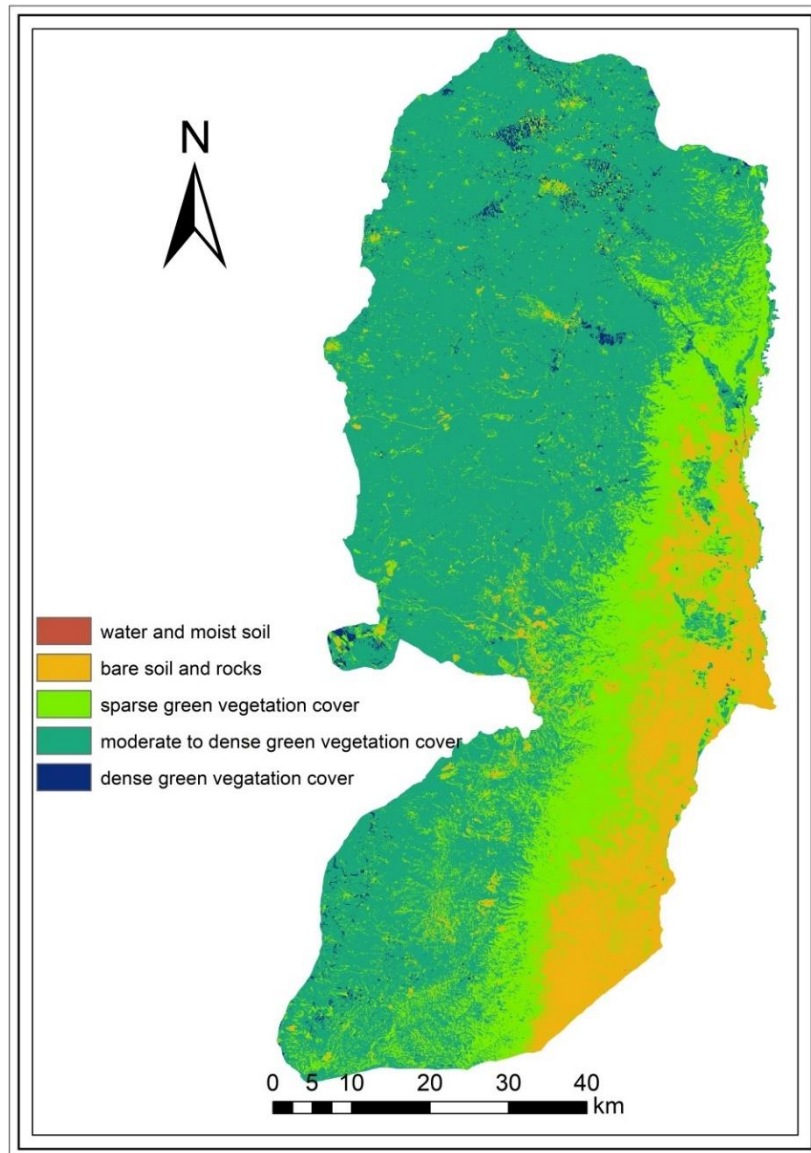 N
water and moist soil
bare soil and rocks
sparse green vegetation cover
moderate to dense green vegetation cover
dense green vegatation cover
0 5 10 20 30 40
km